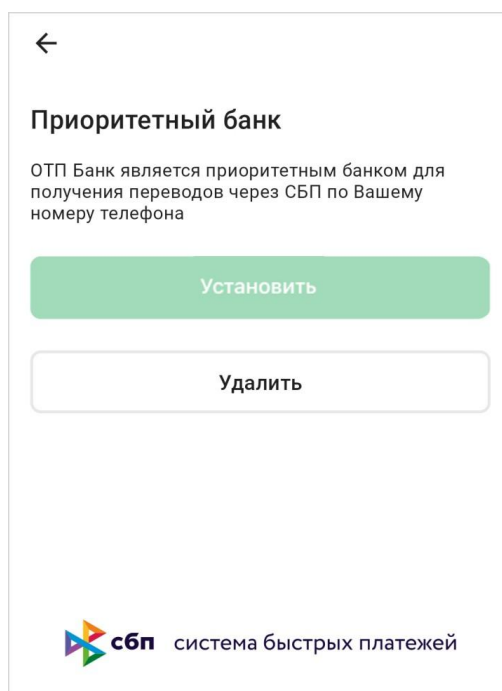 Приоритетный банк
ОТП Банк является приоритетным банком для
получения переводов через СБП по Вашему
номеру телефона
Установить
Удалить
сбп система быстрых платежей